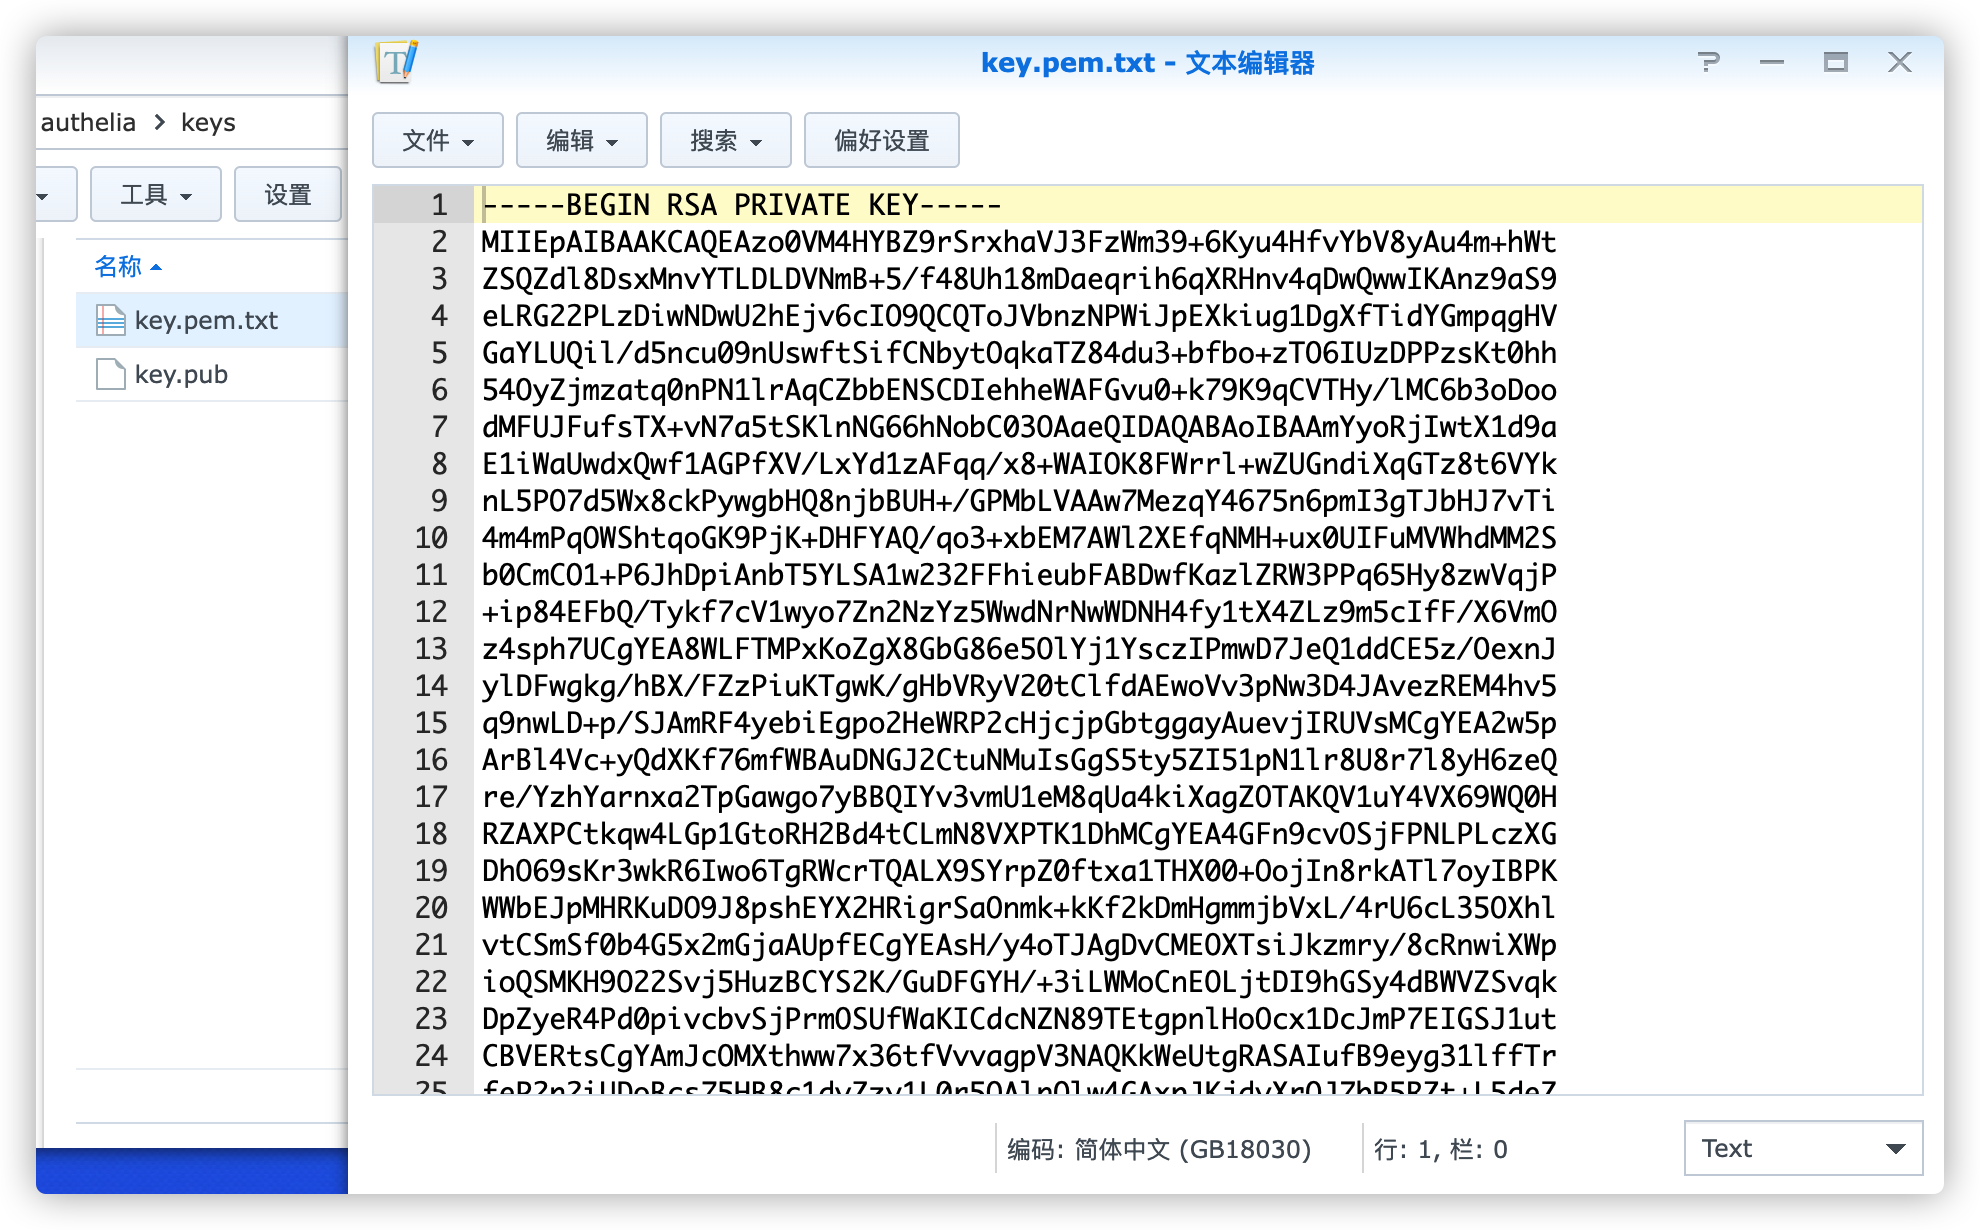 key.pem.txt - 文本编辑器
authelia > keys
文件 编辑 搜索 偏好设置
工具 设置
名称
key.pem.txt
key.pub
1 -----BEGIN RSA PRIVATE KEY-----
2 MIIEpAIBAAKCAQEAzo0VM4HYBZ9rSrxhaVJ3FzWm39+6Kyu4HfvYbV8yAu4m+hWt
3 ZSQZdl8DsxMnvYTLDLDVNmB+5/f48Uh18mDaeqrih6qXRHnv4qDwQwwIKAnz9aS9
4 eLRG22PLzDiwNDwU2hEjv6cIO9QCQToJVbnzNPWiJpEXkiug1DgXfTidYGmpqgHV
5 GaYLUQil/d5ncu09nUswftSifCNbytOqkaTZ84du3+bfbo+zTO6IUzDPPzsKt0hh
6 54OyZjmzatq0nPN1lrAqCZbbENSCDIehheWAFGvu0+k79K9qCVTHy/lMC6b3oDoo
7 dMFUJFufsTX+vN7a5tSKlnNG66hNobC03OAaeQIDAQABAoIBAAmYyoRjIwtX1d9a
8 E1iWaUwdxQwf1AGPfXV/LxYd1zAFqq/x8+WAIOK8FWrrl+wZUGndiXqGTz8t6VYk
9 nL5PO7d5Wx8ckPywgbHQ8njbBUH+/GPMbLVAAw7MezqY4675n6pmI3gTJbHJ7vTi
10 4m4mPqOWShtqoGK9PjK+DHFYAQ/qo3+xbEM7AWl2XEfqNMH+ux0UIFuMVWhdMM2S
11 b0CmCO1+P6JhDpiAnbT5YLSA1w232FFhieubFABDwfKazlZRW3PPq65Hy8zwVqjP
12 +ip84EFbQ/Tykf7cV1wyo7Zn2NzYz5WwdNrNwWDNH4fy1tX4ZLz9m5cIfF/X6VmO
13 z4sph7UCgYEA8WLFTMPxKoZgX8GbG86e5OlYj1YsczIPmwD7JeQ1ddCE5z/OexnJ
14 ylDFwgkg/hBX/FZzPiuKTgwK/gHbVRyV20tClfdAEwoVv3pNw3D4JAvezREM4hv5
15 q9nwLD+p/SJAmRF4yebiEgpo2HeWRP2cHjcjpGbtggayAuevjIRUVsMCgYEA2w5p
16 ArBl4Vc+yQdXKf76mfWBAuDNGJ2CtuNMuIsGgS5ty5ZI51pN1lr8U8r7l8yH6zeQ
17 re/YzhYarnxa2TpGawgo7yBBQIYv3vmU1eM8qUa4kiXagZOTAKQV1uY4VX69WQ0H
18 RZAXPCtkqw4LGp1GtoRH2Bd4tCLmN8VXPTK1DhMCgYEA4GFn9cvOSjFPNLPLczXG
19 DhO69sKr3wkR6Iwo6TgRWcrTQALX9SYrpZ0ftxa1THX00+OojIn8rkATl7oyIBPK
20 WWbEJpMHRKuDO9J8pshEYX2HRigrSaOnmk+kKf2kDmHgmmjbVxL/4rU6cL35OXhl
21 vtCSmSf0b4G5x2mGjaAUpfECgYEAsH/y4oTJAgDvCMEOXTsiJkzmry/8cRnwiXWp
22 ioQSMKH9O22Svj5HuzBCYS2K/GuDFGYH/+3iLWMoCnEOLjtDI9hGSy4dBWVZSvqk
23 DpZyeR4Pd0pivcbvSjPrmOSUfWaKICdcNZN89TEtgpnlHoOcx1DcJmP7EIGSJ1ut
24 CBVERtsCgYAmJcOMXthww7x36tfVvvagpV3NAQKkWeUtgRASAIufB9eyg31lffTr
25
编码: 简体中文 (GB18030) 行: 1, 栏: 0 Text